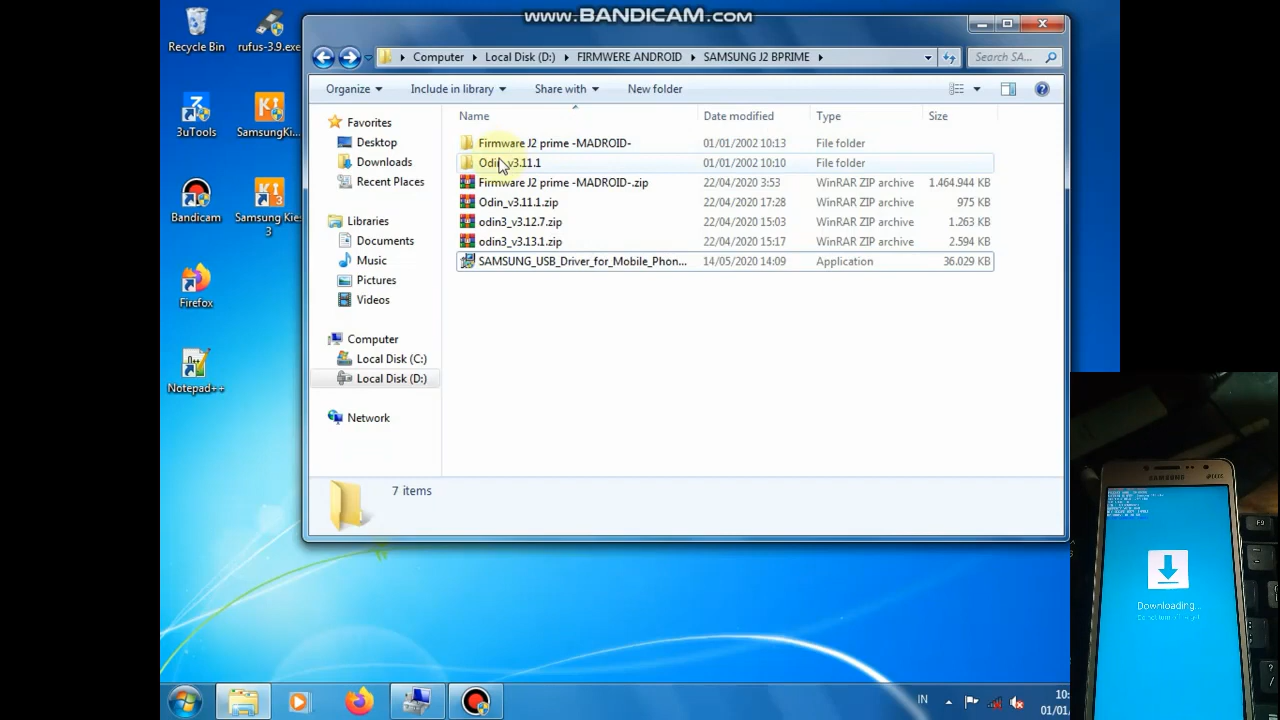 www.BANDICAM.com
Recycle Bin
rufus-3.9.exe
3uTools
SamsungKi...
Bandicam
Samsung Kies
3
Firefox
Notepad++
Computer
Local Disk (D:)
FIRMWERE ANDROID
SAMSUNG J2 BPRIME
Search SA...
Organize
Include in library
Share with
New folder
Favorites
Desktop
Downloads
Recent Places
Libraries
Documents
Music
Pictures
Videos
Computer
Local Disk (C:)
Local Disk (D:)
Network
Name Date modified Type Size
Firmware J2 prime -MADROID- 01/01/2002 10:13 File folder
Odin_v3.11.1 01/01/2002 10:10 File folder
Firmware J2 prime -MADROID-.zip 22/04/2020 3:53 WinRAR ZIP archive 1.464.944 KB
Odin_v3.11.1.zip 22/04/2020 17:28 WinRAR ZIP archive 975 KB
odin3_v3.12.7.zip 22/04/2020 15:03 WinRAR ZIP archive 1.263 KB
odin3_v3.13.1.zip 22/04/2020 15:17 WinRAR ZIP archive 2.594 KB
SAMSUNG_USB_Driver_for_Mobile_Phon... 14/05/2020 14:09 Application 36.029 KB
7 items
SAMSUNG
Downloading...
F9
IN
10:
01/01/